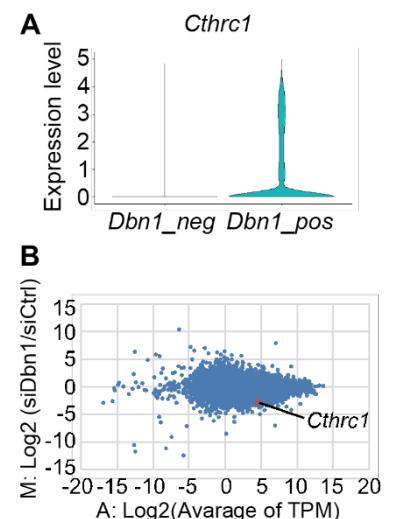 A
Cthrc1
Expression level
5
4
3
2
1
0
Dbn1_neg Dbn1_pos
B
M: Log2 (siDbn1/siCtrl)
15
10
5
0
-5
-10
-15
Cthrc1
-20 -15 -10 -5 0 5 10 15 20
A: Log2(Avarage of TPM)